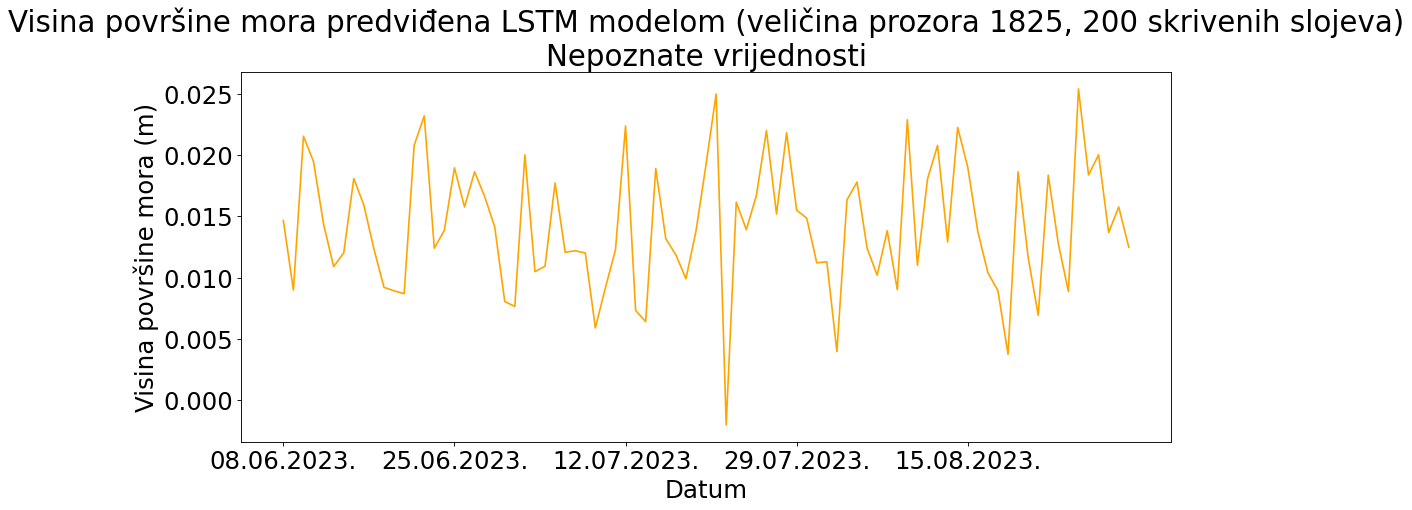 Visina površine mora predviđena LSTM modelom (veličina prozora 1825, 200 skrivenih slojeva)
Nepoznate vrijednosti
Visina površine mora (m)
0.025
0.020
0.015
0.010
0.005
0.000
08.06.2023. 25.06.2023. 12.07.2023. 29.07.2023. 15.08.2023.
Datum